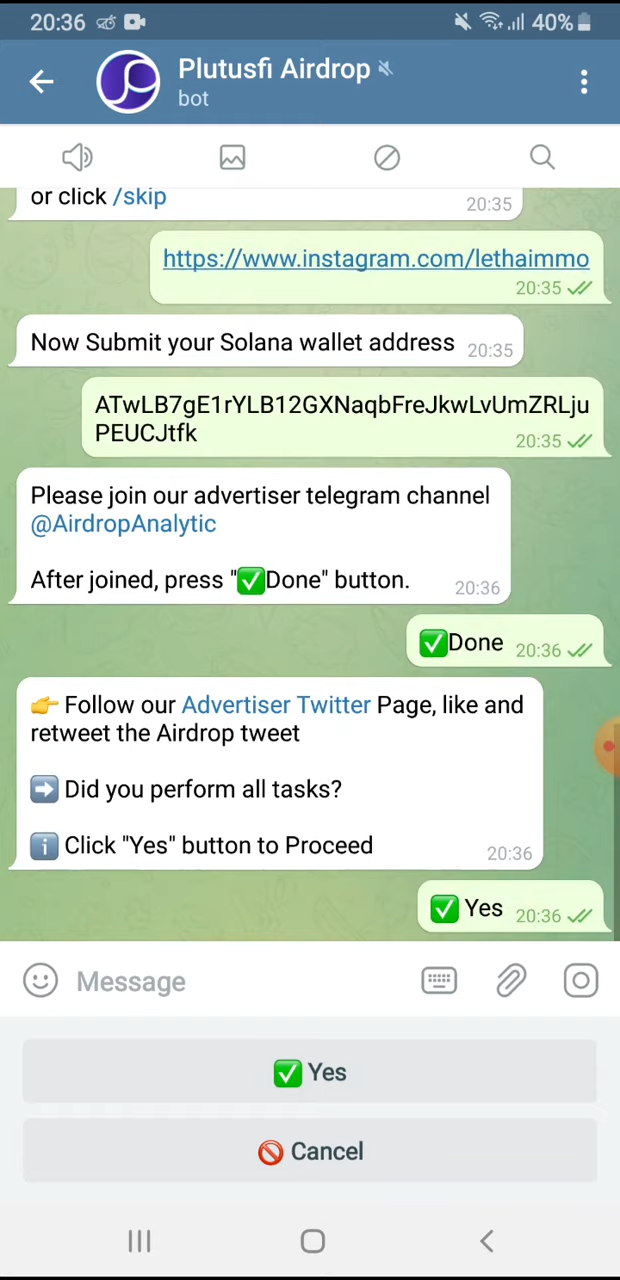 20:36
40%
Plutusfi Airdrop
bot
or click /skip
20:35
https://www.instagram.com/lethaimmo
20:35
Now Submit your Solana wallet address
20:35
ATwLB7gE1rYLB12GXNaqbFreJkwLvUmZRLju
PEUCJtfk
20:35
Please join our advertiser telegram channel
@AirdropAnalytic
After joined, press "✅Done" button.
20:36
✅Done
20:36
👉 Follow our Advertiser Twitter Page, like and
retweet the Airdrop tweet
➡️ Did you perform all tasks?
ℹ️ Click "Yes" button to Proceed
20:36
✅ Yes
20:36
Message
✅ Yes
🚫 Cancel